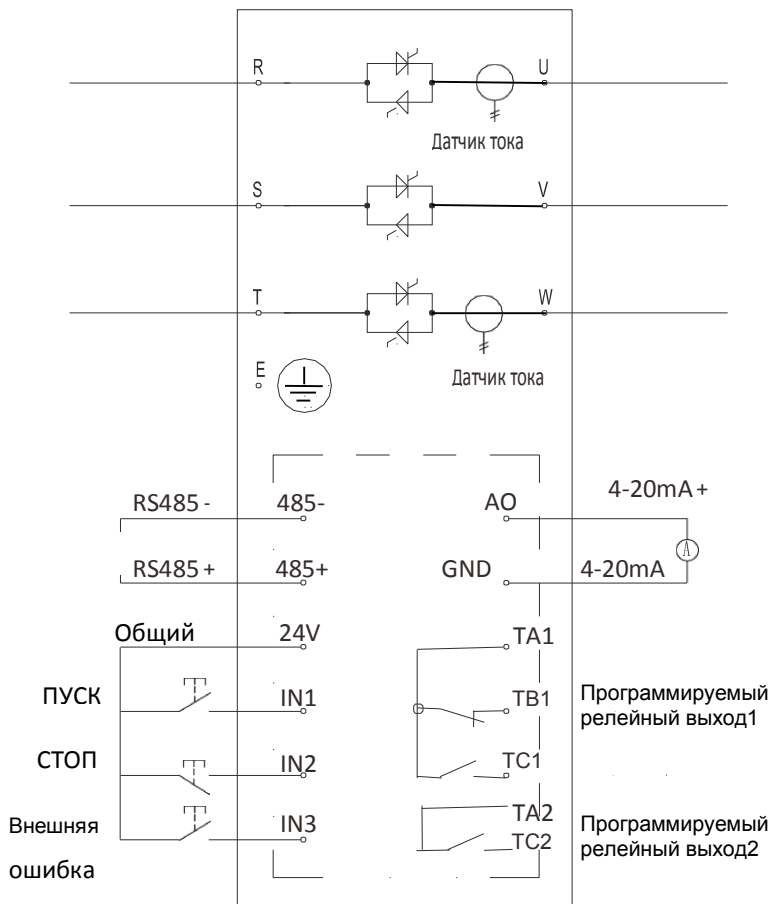 R
U
Датчик тока
S
V
T
W
Датчик тока
E
RS485 -
485-
AO
4-20mA +
A
RS485 +
485+
GND
4-20mA
Общий
24V
TA1
ПУСК
IN1
TB1
Программируемый
релейный выход1
СТОП
IN2
TC1
Внешняя
ошибка
IN3
TA2
TC2
Программируемый
релейный выход2